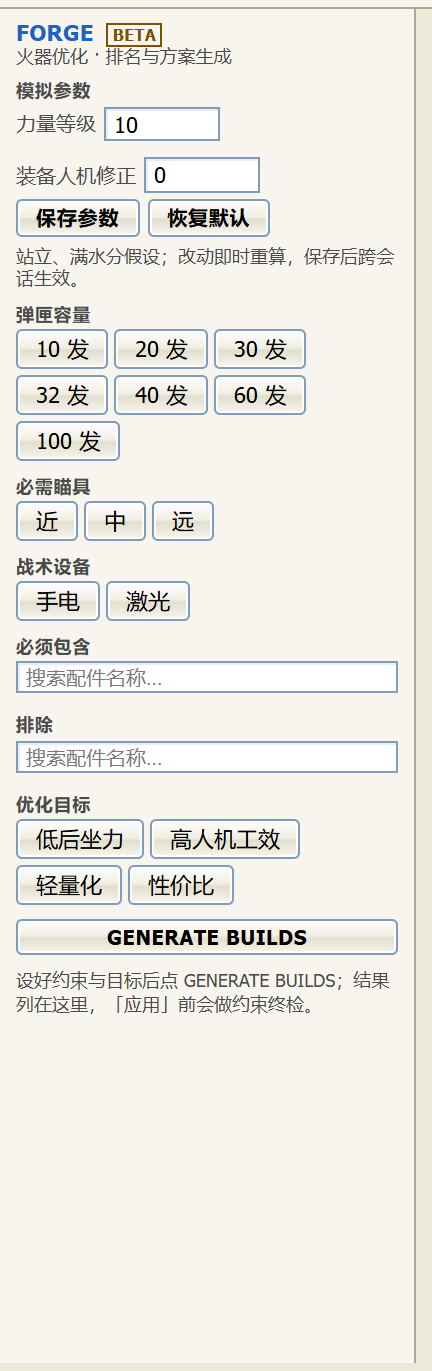 FORGE BETA
火器优化 · 排名与方案生成
模拟参数
力量等级 10
装备人机修正 0
保存参数 恢复默认
站立、满水分假设；改动即时重算，保存后跨会
话生效。
弹匣容量
10 发 20 发 30 发
32 发 40 发 60 发
100 发
必需瞄具
近 中 远
战术设备
手电 激光
必须包含
搜索配件名称...
排除
搜索配件名称...
优化目标
低后坐力 高人机工效
轻量化 性价比
GENERATE BUILDS
设好约束与目标后点 GENERATE BUILDS；结果
列在这里，「应用」前会做约束终检。